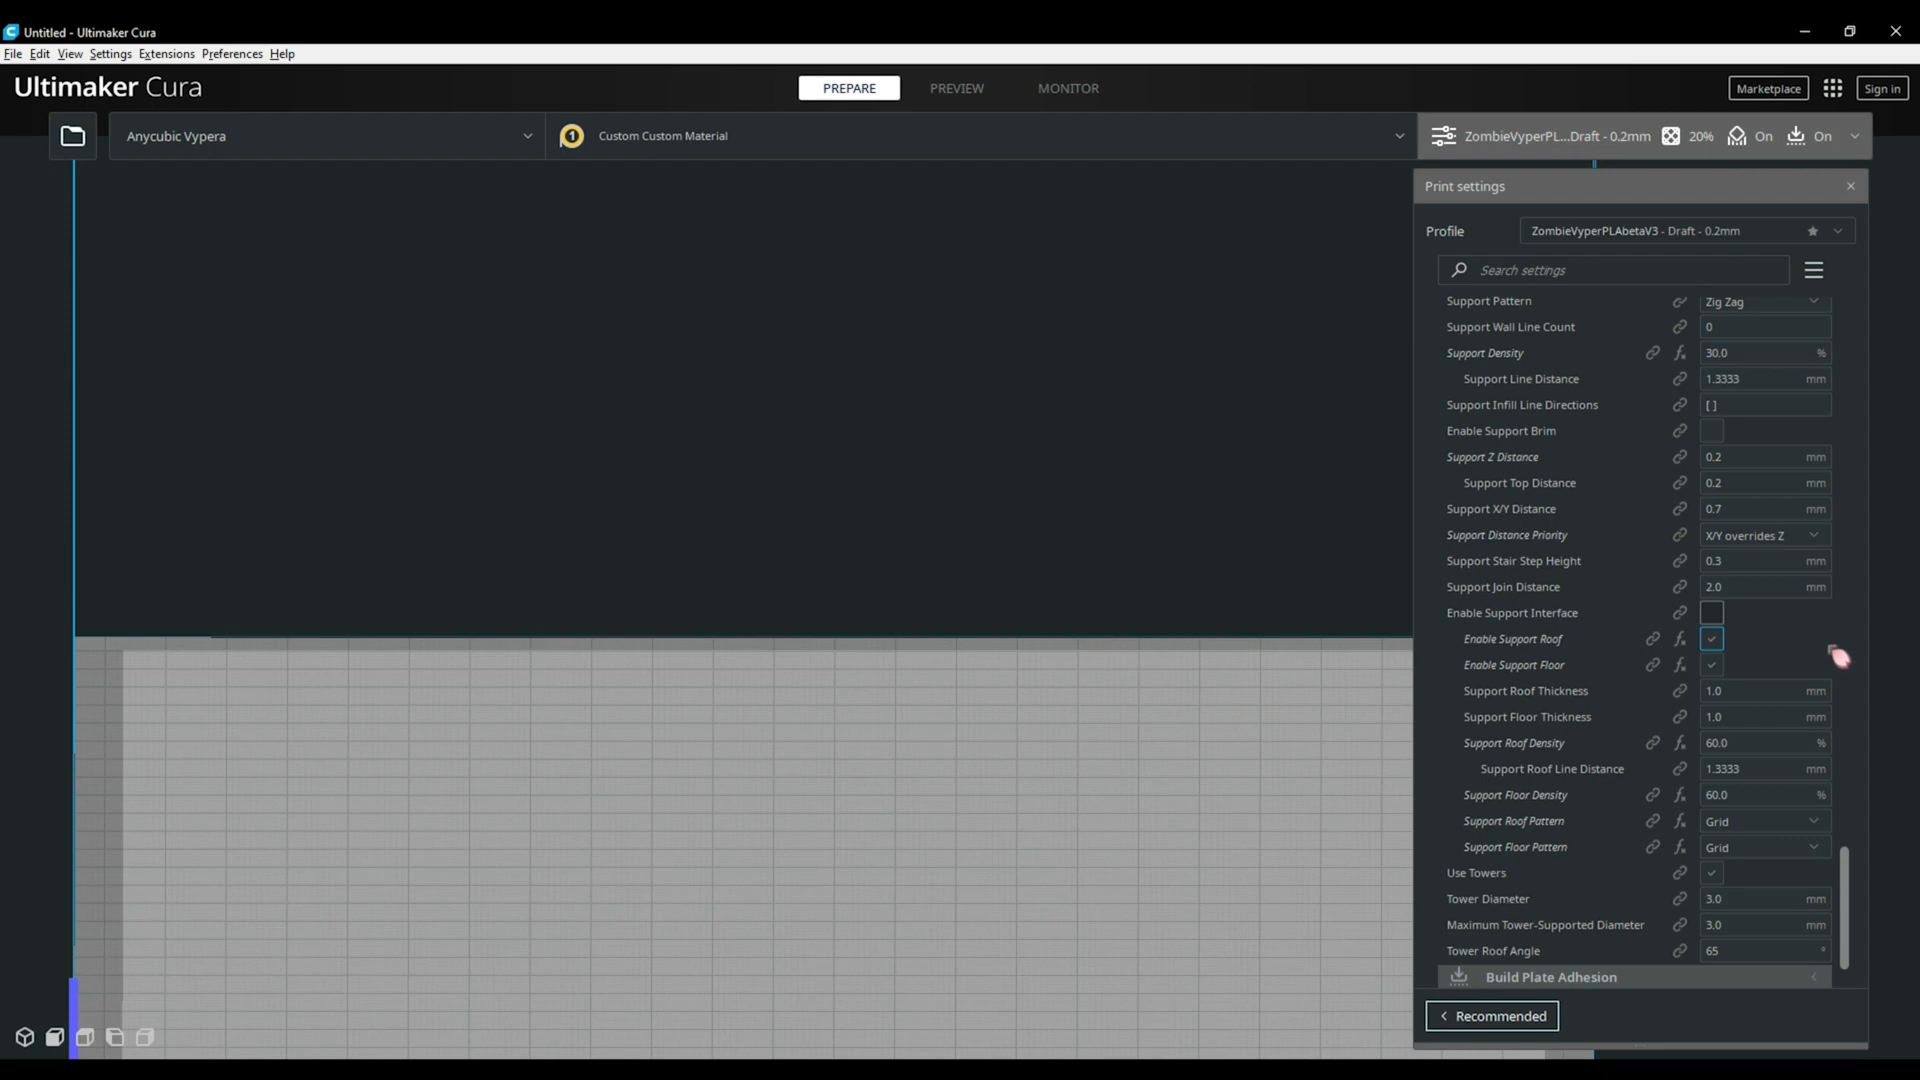 Untitled - Ultimaker Cura
File Edit View Settings Extensions Preferences Help
Ultimaker Cura
PREPARE PREVIEW MONITOR
Marketplace Sign in
Anycubic Vypera
1 Custom Custom Material
ZombieVyperPL...Draft - 0.2mm 20% On On
Print settings
Profile ZombieVyperPLAbetaV3 - Draft - 0.2mm
Search settings
Support Pattern Zig Zag
Support Wall Line Count 0
Support Density 30.0 %
Support Line Distance 1.3333 mm
Support Infill Line Directions [ ]
Enable Support Brim
Support Z Distance 0.2 mm
Support Top Distance 0.2 mm
Support X/Y Distance 0.7 mm
Support Distance Priority X/Y overrides Z
Support Stair Step Height 0.3 mm
Support Join Distance 2.0 mm
Enable Support Interface
Enable Support Roof
Enable Support Floor
Support Roof Thickness 1.0 mm
Support Floor Thickness 1.0 mm
Support Roof Density 60.0 %
Support Roof Line Distance 1.3333 mm
Support Floor Density 60.0 %
Support Roof Pattern Grid
Support Floor Pattern Grid
Use Towers
Tower Diameter 3.0 mm
Maximum Tower-Supported Diameter 3.0 mm
Tower Roof Angle 65 °
Build Plate Adhesion
Recommended